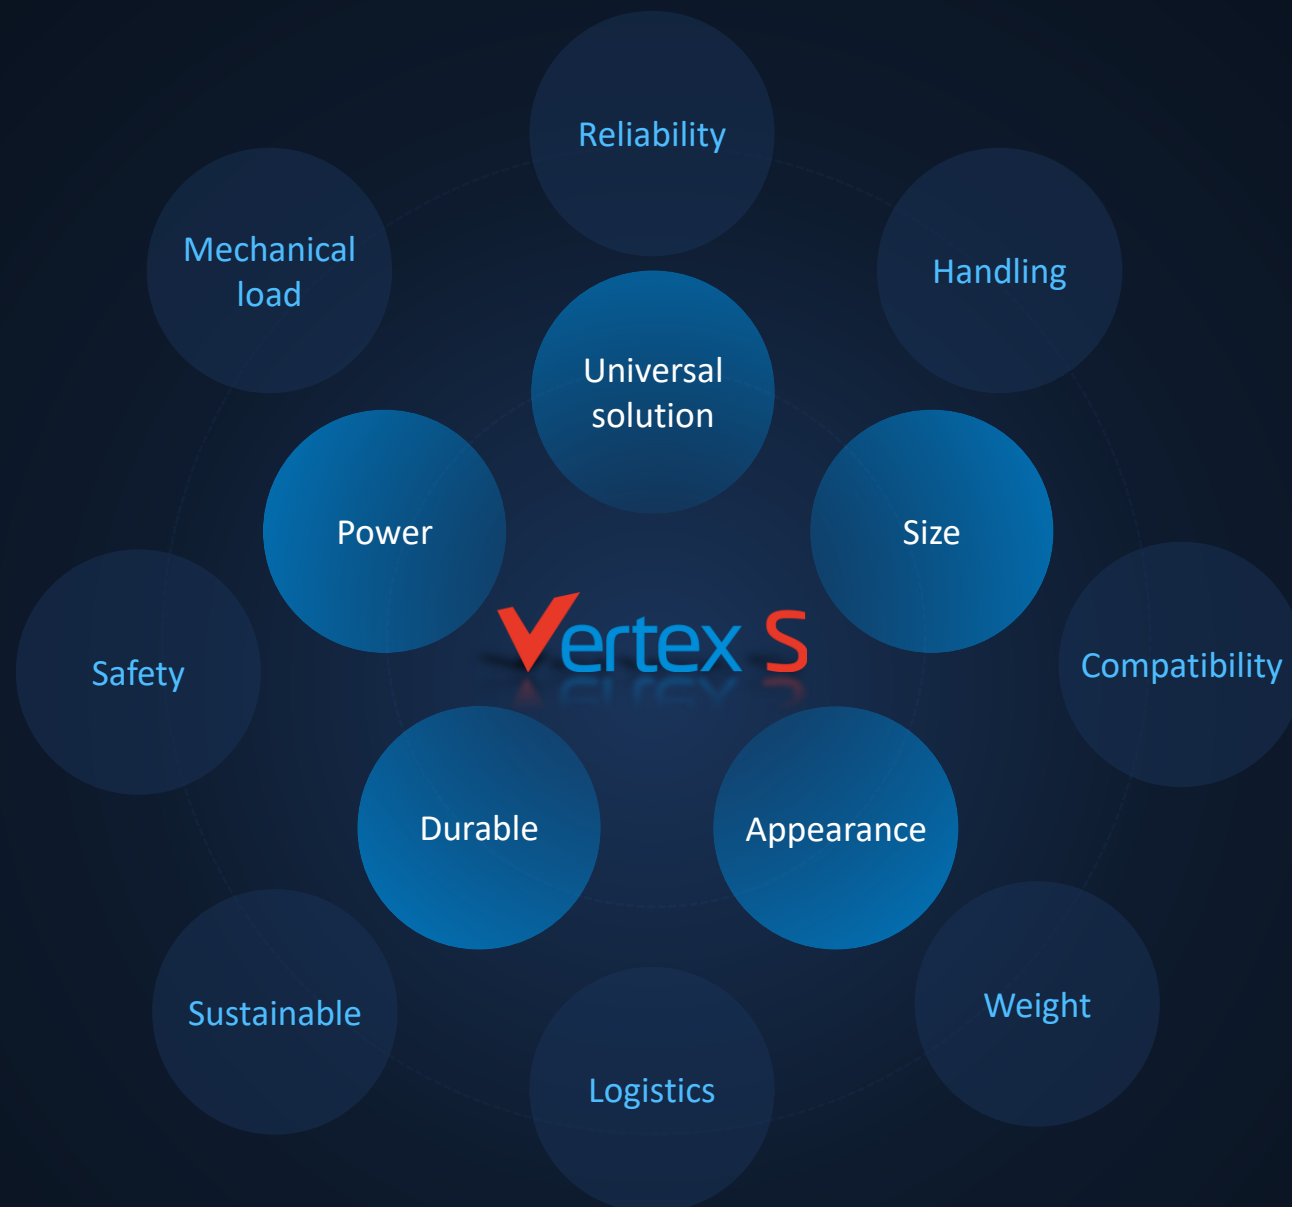 Reliability
Mechanical
load
Handling
Universal
solution
Power
Size
Vertex S
Safety
Compatibility
Durable
Appearance
Sustainable
Weight
Logistics